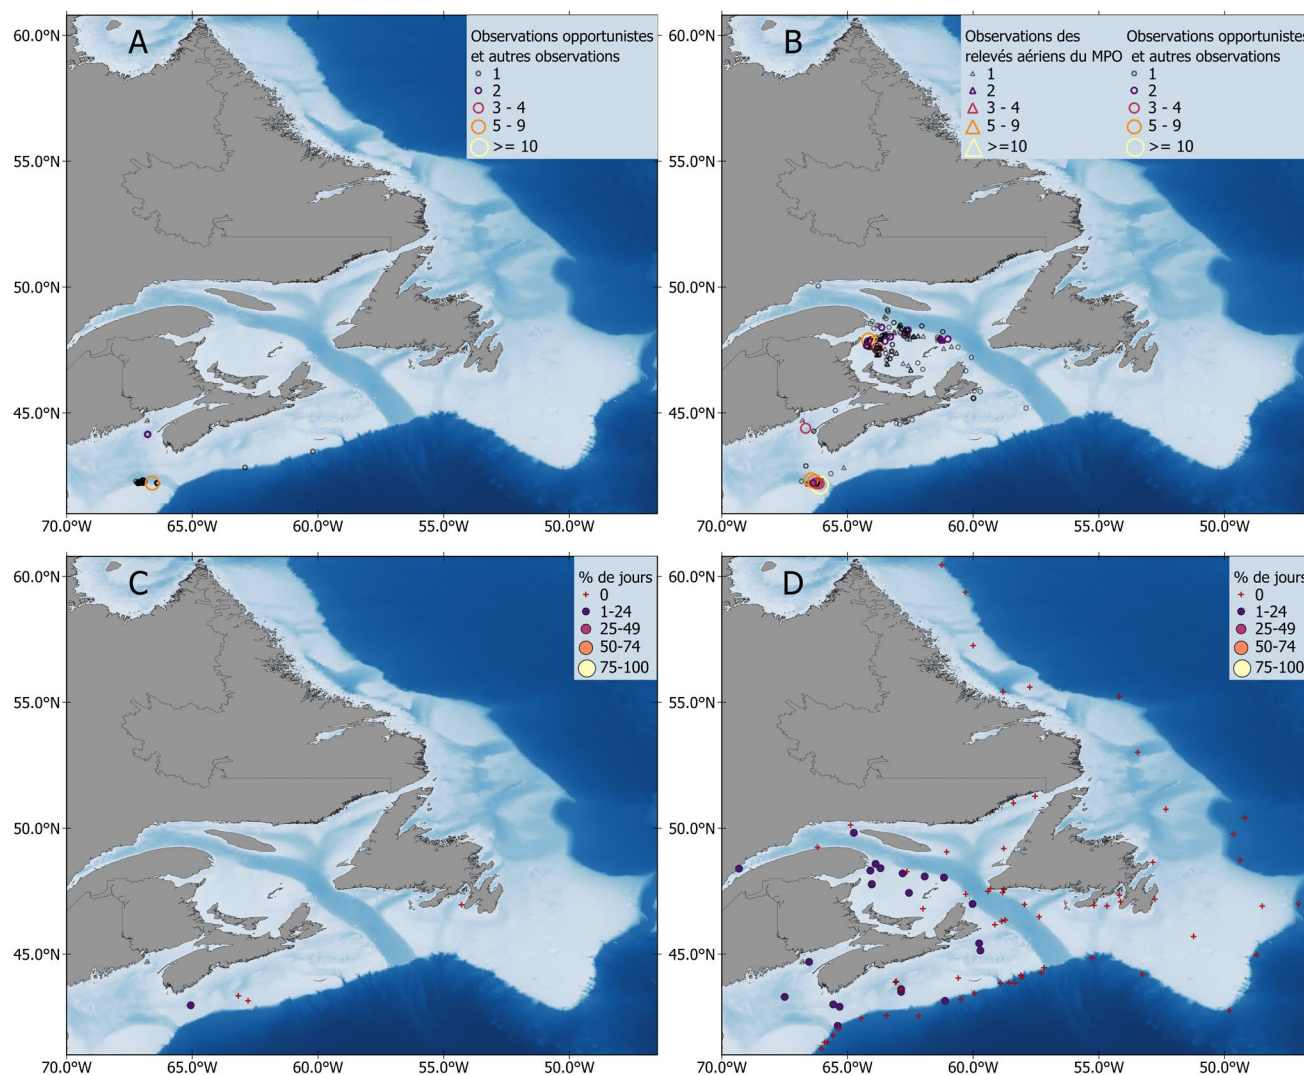 A
Observations opportunistes
et autres observations
1
2
3 - 4
5 - 9
>= 10
60.0°N
55.0°N
50.0°N
45.0°N
70.0°W
65.0°W
60.0°W
55.0°W
50.0°W
B
Observations des
relevés aériens du MPO
1
2
3 - 4
5 - 9
>=10
Observations opportunistes
et autres observations
1
2
3 - 4
5 - 9
>= 10
60.0°N
55.0°N
50.0°N
45.0°N
70.0°W
65.0°W
60.0°W
55.0°W
50.0°W
C
% de jours
0
1-24
25-49
50-74
75-100
60.0°N
55.0°N
50.0°N
45.0°N
70.0°W
65.0°W
60.0°W
55.0°W
50.0°W
D
% de jours
0
1-24
25-49
50-74
75-100
60.0°N
55.0°N
50.0°N
45.0°N
70.0°W
65.0°W
60.0°W
55.0°W
50.0°W